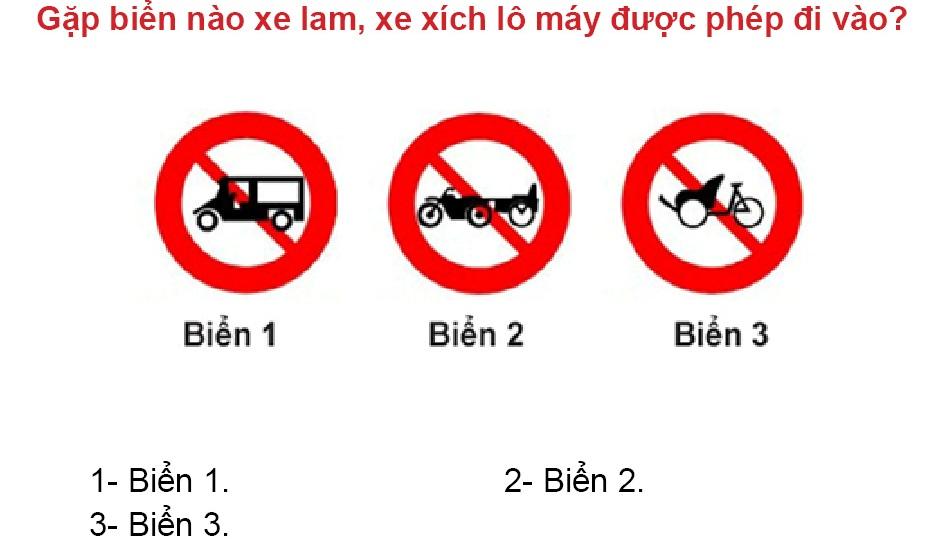 Gặp biển nào xe lam, xe xích lô máy được phép đi vào?
Biển 1 Biển 2 Biển 3
1- Biển 1. 2- Biển 2.
3- Biển 3.